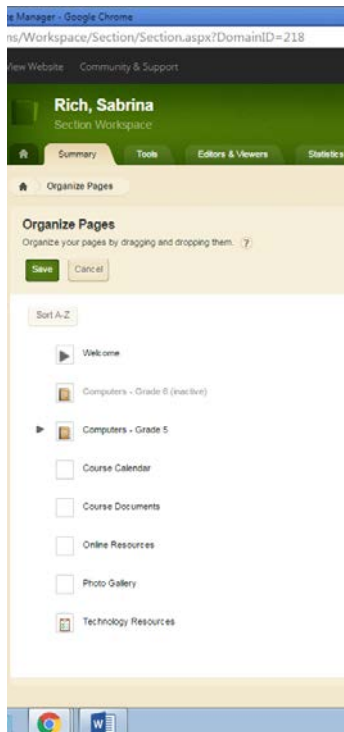 e Manager - Google Chrome
ns/Workspace/Section/Section.aspx?DomainID=218
View Website Community & Support
Rich, Sabrina
Section Workspace
Summary Tools Editors & Viewers Statistics
Organize Pages
Organize Pages
Organize your pages by dragging and dropping them. ?
Save Cancel
Sort A-Z
Welcome
Computers - Grade 6 (inactive)
Computers - Grade 5
Course Calendar
Course Documents
Online Resources
Photo Gallery
Technology Resources
W